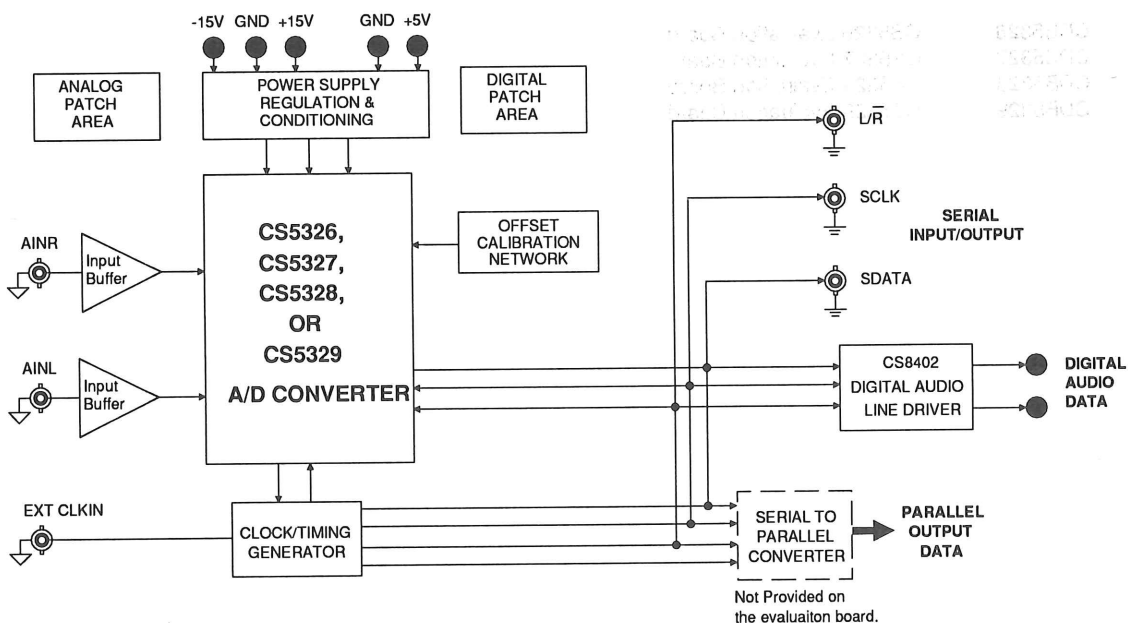 -15V GND +15V GND +5V
ANALOG
PATCH
AREA
POWER SUPPLY
REGULATION &
CONDITIONING
DIGITAL
PATCH
AREA
L/R̅
SCLK
SERIAL
INPUT/OUTPUT
SDATA
AINR
Input
Buffer
CS5326,
CS5327,
CS5328,
OR
CS5329
A/D CONVERTER
OFFSET
CALIBRATION
NETWORK
AINL
Input
Buffer
CS8402
DIGITAL AUDIO
LINE DRIVER
DIGITAL
AUDIO
DATA
EXT CLKIN
CLOCK/TIMING
GENERATOR
SERIAL TO
PARALLEL
CONVERTER
PARALLEL
OUTPUT
DATA
Not Provided on
the evaluaiton board.